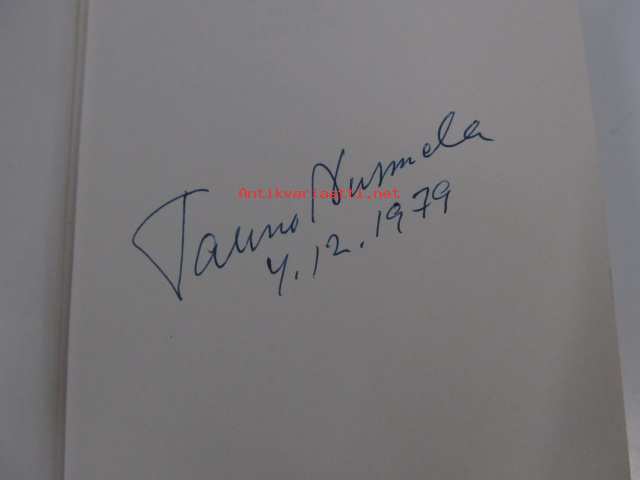 Tauno Nurmela
Antikvariaatti.net
4.12.1979